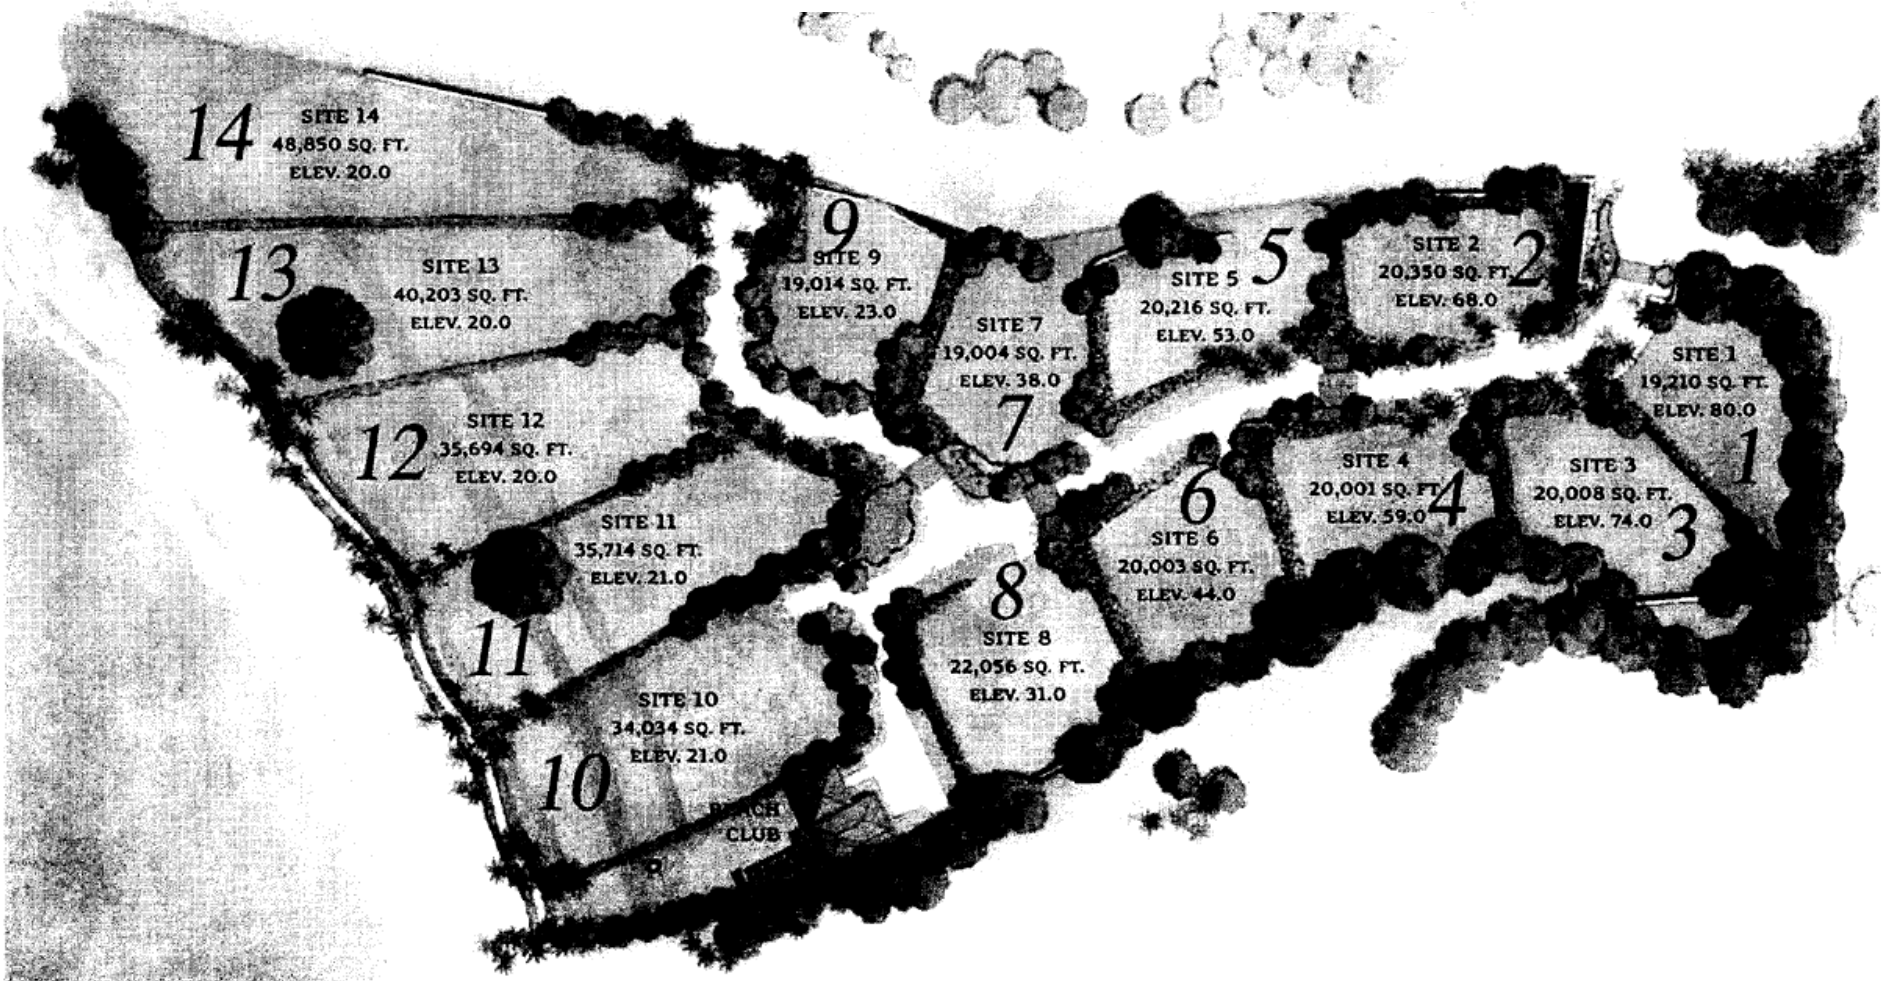 14
SITE 14
48,850 SQ. FT.
ELEV. 20.0
13
SITE 13
40,203 SQ. FT.
ELEV. 20.0
12
SITE 12
35,694 SQ. FT.
ELEV. 20.0
11
SITE 11
35,714 SQ. FT.
ELEV. 21.0
10
SITE 10
34,034 SQ. FT.
ELEV. 21.0
BEACH
CLUB
9
SITE 9
19,014 SQ. FT.
ELEV. 23.0
SITE 7
19,004 SQ. FT.
ELEV. 38.0
7
5
SITE 5
20,216 SQ. FT.
ELEV. 53.0
SITE 2
2
20,350 SQ. FT.
ELEV. 68.0
SITE 1
19,210 SQ. FT.
ELEV. 80.0
1
SITE 3
20,008 SQ. FT.
ELEV. 74.0
3
SITE 4
20,001 SQ. FT.
4
ELEV. 59.0
6
SITE 6
20,003 SQ. FT.
ELEV. 44.0
8
SITE 8
22,056 SQ. FT.
ELEV. 31.0